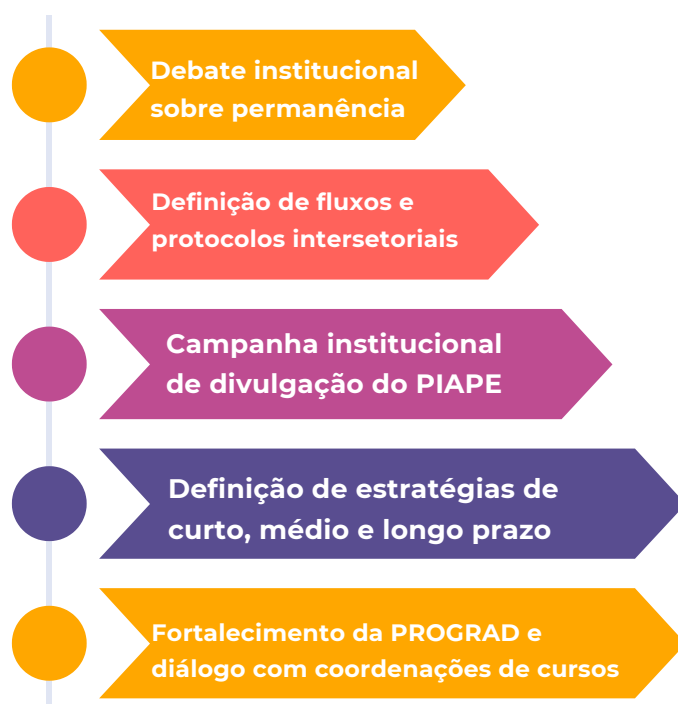 Debate institucional
sobre permanência
Definição de fluxos e
protocolos intersetoriais
Campanha institucional
de divulgação do PIAPE
Definição de estratégias de
curto, médio e longo prazo
Fortalecimento da PROGRAD e
diálogo com coordenações de cursos